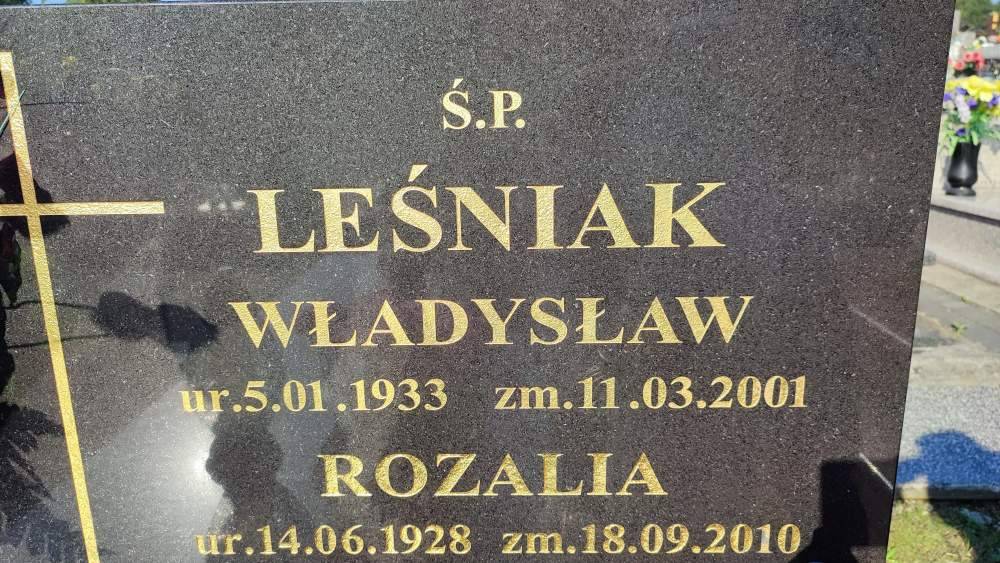 Ś.P.
LEŚNIAK
WŁADYSŁAW
ur.5.01.1933 zm.11.03.2001
ROZALIA
ur.14.06.1928 zm.18.09.2010